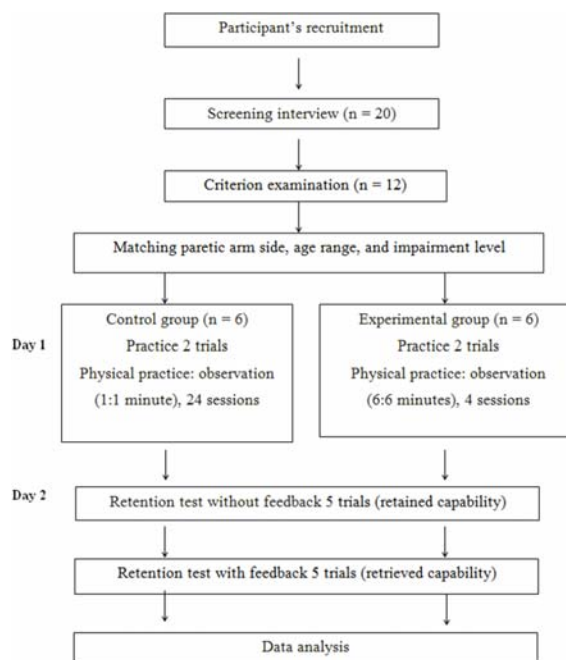 Participant's recruitment
Screening interview (n = 20)
Criterion examination (n = 12)
Matching paretic arm side, age range, and impairment level
Day 1
Control group (n = 6)
Practice 2 trials
Physical practice: observation
(1:1 minute), 24 sessions
Experimental group (n = 6)
Practice 2 trials
Physical practice: observation
(6:6 minutes), 4 sessions
Day 2
Retention test without feedback 5 trials (retained capability)
Retention test with feedback 5 trials (retrieved capability)
Data analysis